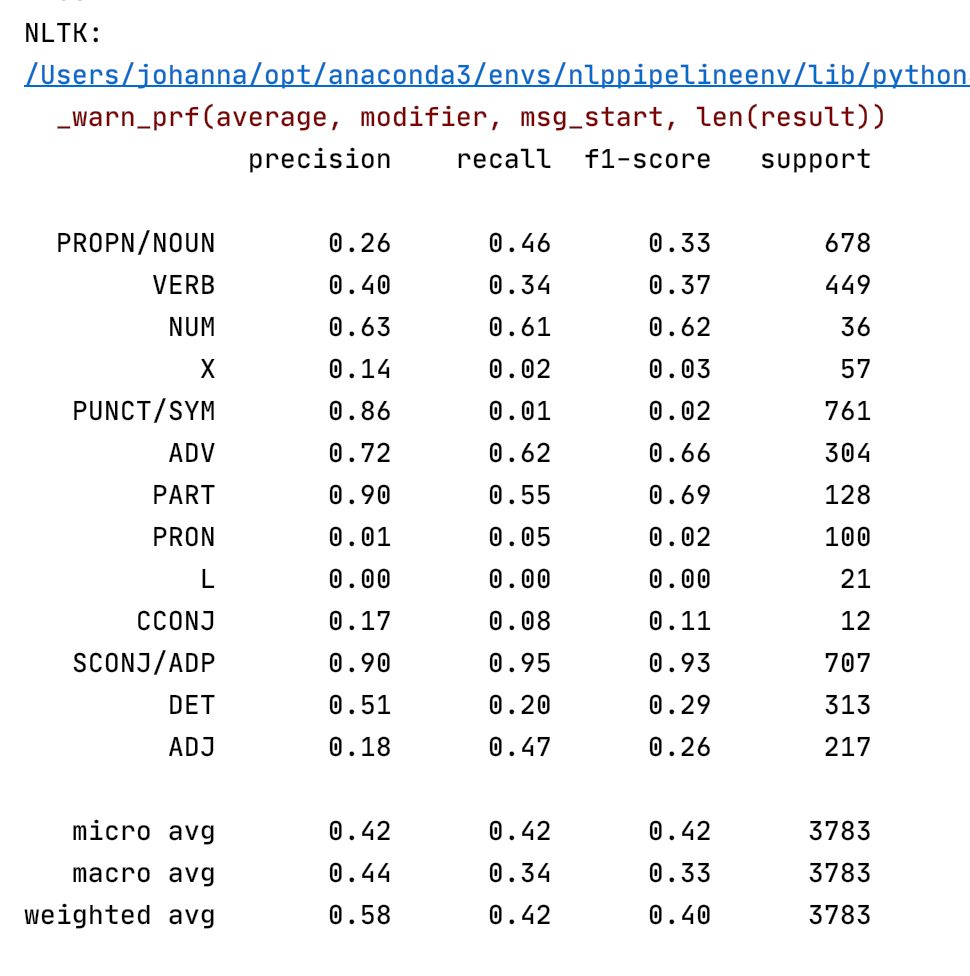 NLTK:
/Users/johanna/opt/anaconda3/envs/nlppipelineenv/lib/python
_warn_prf(average, modifier, msg_start, len(result))
precision recall f1-score support
PROPN/NOUN 0.26 0.46 0.33 678
VERB 0.40 0.34 0.37 449
NUM 0.63 0.61 0.62 36
X 0.14 0.02 0.03 57
PUNCT/SYM 0.86 0.01 0.02 761
ADV 0.72 0.62 0.66 304
PART 0.90 0.55 0.69 128
PRON 0.01 0.05 0.02 100
L 0.00 0.00 0.00 21
CCONJ 0.17 0.08 0.11 12
SCONJ/ADP 0.90 0.95 0.93 707
DET 0.51 0.20 0.29 313
ADJ 0.18 0.47 0.26 217
micro avg 0.42 0.42 0.42 3783
macro avg 0.44 0.34 0.33 3783
weighted avg 0.58 0.42 0.40 3783